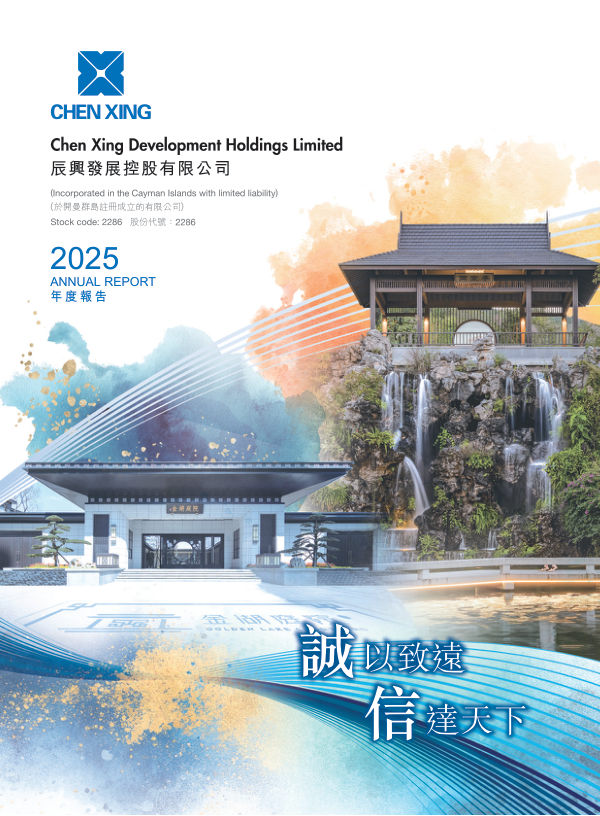 CHEN XING
Chen Xing Development Holdings Limited
辰興發展控股有限公司
(Incorporated in the Cayman Islands with limited liability)
(於開曼群島註冊成立的有限公司)
Stock code: 2286 股份代號：2286
2025
ANNUAL REPORT
年度報告
金湖庭院
GOLDEN LAKE
誠以致遠
信達天下